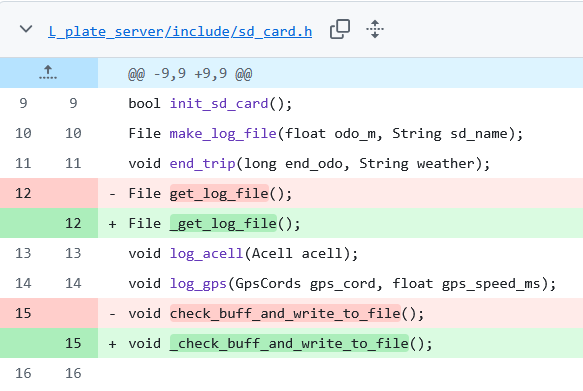 L_plate_server/include/sd_card.h
@@ -9,9 +9,9 @@
9 9 bool init_sd_card();
10 10 File make_log_file(float odo_m, String sd_name);
11 11 void end_trip(long end_odo, String weather);
12 - File get_log_file();
12 + File _get_log_file();
13 13 void log_acell(Acell acell);
14 14 void log_gps(GpsCords gps_cord, float gps_speed_ms);
15 - void check_buff_and_write_to_file();
15 + void _check_buff_and_write_to_file();
16 16